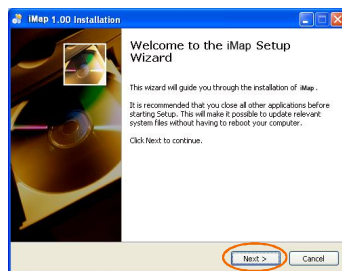 iMap 1.00 Installation
Welcome to the iMap Setup
Wizard
This wizard will guide you through the installation of iMap.
It is recommended that you close all other applications before
starting Setup. This will make it possible to update relevant
system files without having to reboot your computer.
Click Next to continue.
Next >
Cancel